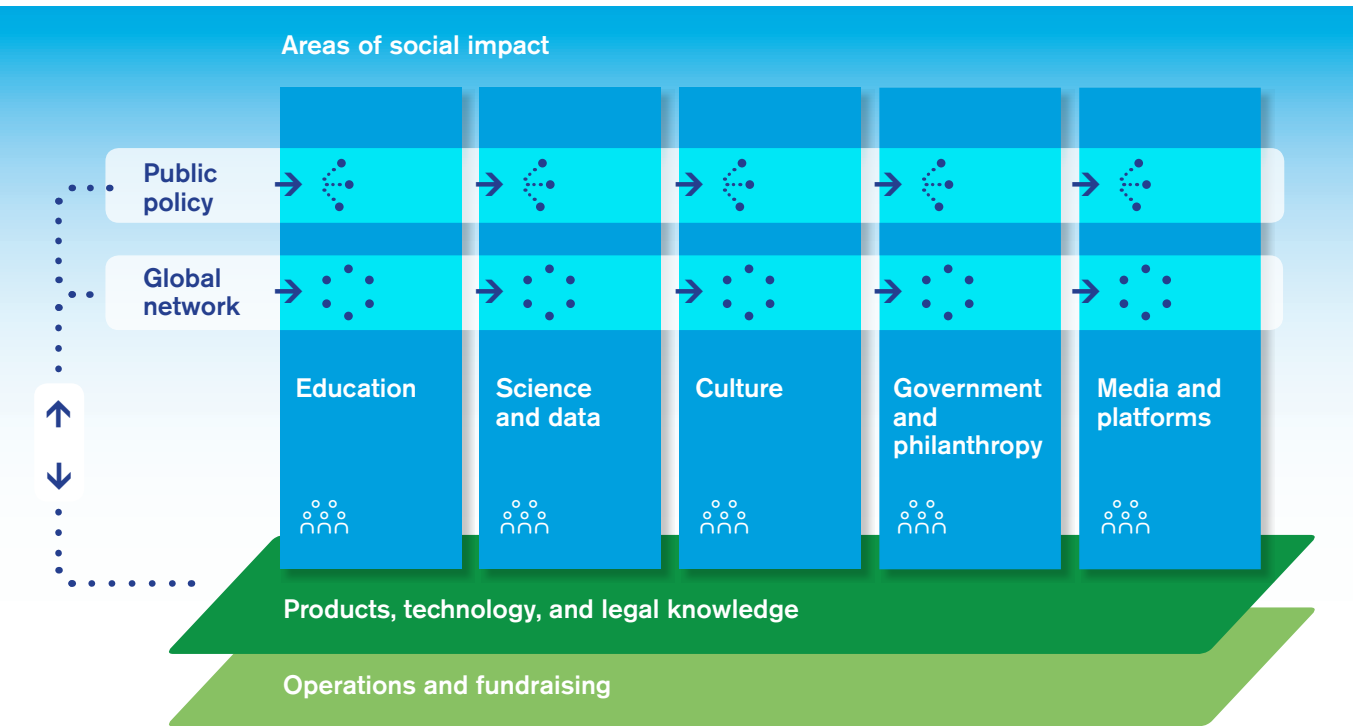 Areas of social impact
Public
policy
Global
network
Education
Science
and data
Culture
Government
and
philanthropy
Media and
platforms
Products, technology, and legal knowledge
Operations and fundraising